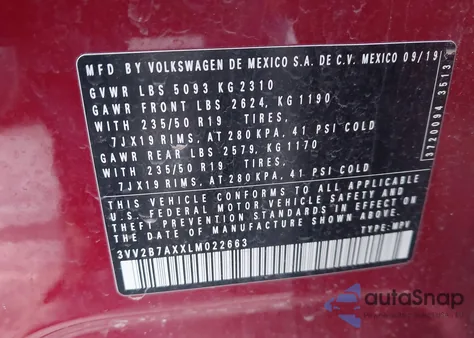 MFD BY VOLKSWAGEN DE MEXICO S.A. DE C.V. MEXICO 09/19
GVWR LBS 5093 KG 2310
GAWR FRONT LBS 2624, KG 1190
WITH 235/50 R19 TIRES,
7JX19 RIMS, AT 280 KPA, 41 PSI COLD
GAWR REAR LBS 2579, KG 1170
WITH 235/50 R19 TIRES,
7JX19 RIMS, AT 280 KPA, 41 PSI COLD
THIS VEHICLE CONFORMS TO ALL APPLICABLE
U.S. FEDERAL MOTOR VEHICLE SAFETY AND
THEFT PREVENTION STANDARDS IN EFFECT ON
THE DATE OF MANUFACTURE SHOWN ABOVE.
3VV2B7AXXLM022663 TYPE: MPV
3720094 3513
autoSnap